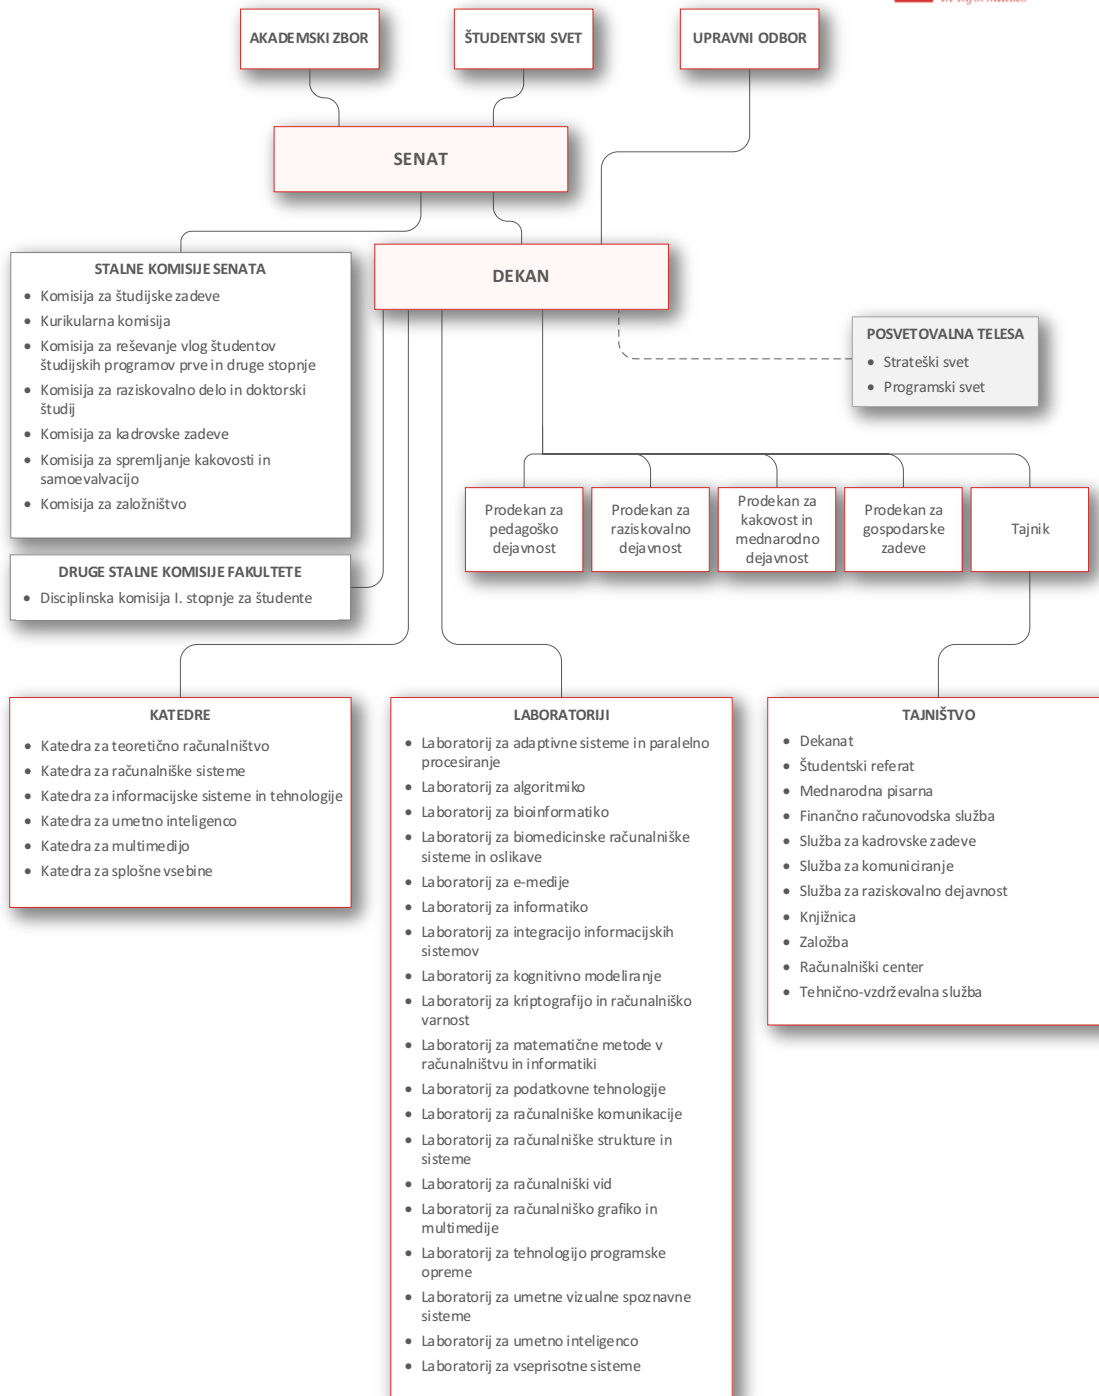 in informatiko
AKADEMSKI ZBOR
ŠTUDENTSKI SVET
UPRAVNI ODBOR
SENAT
DEKAN
STALNE KOMISIJE SENATA
• Komisija za študijske zadeve
• Kurikularna komisija
• Komisija za reševanje vlog študentov
študijskih programov prve in druge stopnje
• Komisija za raziskovalno delo in doktorski
študij
• Komisija za kadrovske zadeve
• Komisija za spremljanje kakovosti in
samoevalvacijo
• Komisija za založništvo
POSVETOVALNA TELESA
• Strateški svet
• Programski svet
Prodekan za
pedagoško
dejavnost
Prodekan za
raziskovalno
dejavnost
Prodekan za
kakovost in
mednarodno
dejavnost
Prodekan za
gospodarske
zadeve
Tajnik
DRUGE STALNE KOMISIJE FAKULTETE
• Disciplinska komisija I. stopnje za študente
KATEDRE
• Katedra za teoretično računalništvo
• Katedra za računalniške sisteme
• Katedra za informacijske sisteme in tehnologije
• Katedra za umetno inteligenco
• Katedra za multimedijo
• Katedra za splošne vsebine
LABORATORIJI
• Laboratorij za adaptivne sisteme in paralelno
procesiranje
• Laboratorij za algoritmiko
• Laboratorij za bioinformatiko
• Laboratorij za biomedicinske računalniške
sisteme in oslikave
• Laboratorij za e-medije
• Laboratorij za informatiko
• Laboratorij za integracijo informacijskih
sistemov
• Laboratorij za kognitivno modeliranje
• Laboratorij za kriptografijo in računalniško
varnost
• Laboratorij za matematične metode v
računalništvu in informatiki
• Laboratorij za podatkovne tehnologije
• Laboratorij za računalniške komunikacije
• Laboratorij za računalniške strukture in
sisteme
• Laboratorij za računalniški vid
• Laboratorij za računalniško grafiko in
multimedije
• Laboratorij za tehnologijo programske
opreme
• Laboratorij za umetne vizualne spoznavne
sisteme
• Laboratorij za umetno inteligenco
• Laboratorij za vseprisotne sisteme
TAJNIŠTVO
• Dekanat
• Študentski referat
• Mednarodna pisarna
• Finančno računovodska služba
• Služba za kadrovske zadeve
• Služba za komuniciranje
• Služba za raziskovalno dejavnost
• Knjižnica
• Založba
• Računalniški center
• Tehnično-vzdrževalna služba